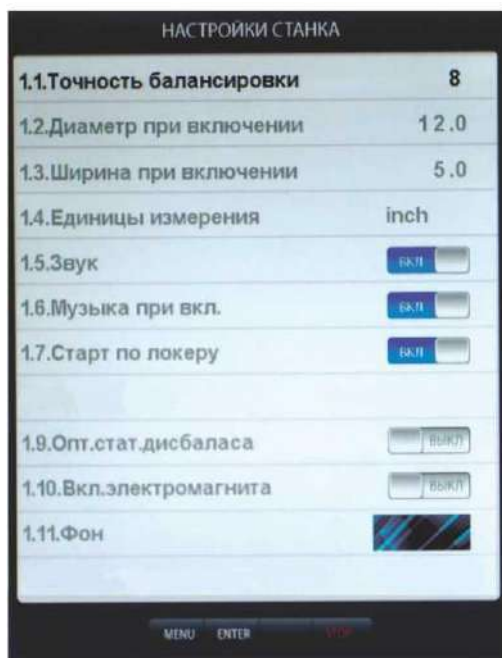 НАСТРОЙКИ СТАНКА
1.1.Точность балансировки 8
1.2.Диаметр при включении 12.0
1.3.Ширина при включении 5.0
1.4.Единицы измерения inch
1.5.Звук ВКЛ
1.6.Музыка при вкл. ВКЛ
1.7.Старт по локеру ВКЛ
1.9.Опт.стат.дисбаласа ВЫКЛ
1.10.Вкл.электромагнита ВЫКЛ
1.11.Фон
MENU ENTER STOP